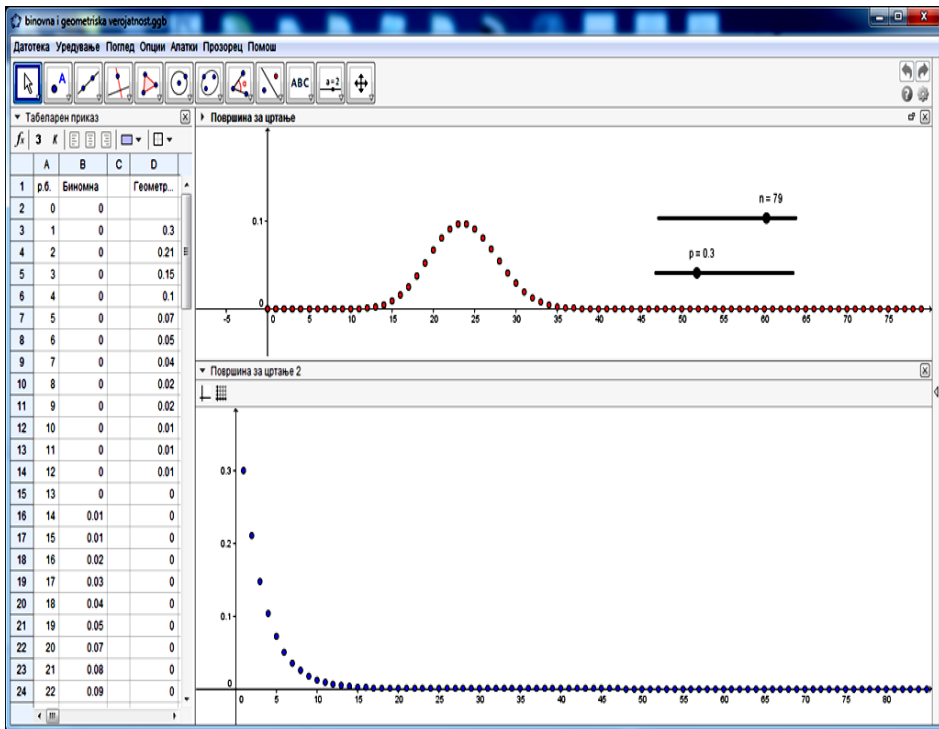 binovna i geometriska verojatnost.ggb
Датотека Уредување Поглед Опции Алатки Прозорец Помош
A ABC a=2
Табеларен приказ
fx 3 К
A B C D
1 р.б. Биномна Геометр...
2 0 0
3 1 0 0.3
4 2 0 0.21
5 3 0 0.15
6 4 0 0.1
7 5 0 0.07
8 6 0 0.05
9 7 0 0.04
10 8 0 0.02
11 9 0 0.02
12 10 0 0.01
13 11 0 0.01
14 12 0 0.01
15 13 0 0
16 14 0.01 0
17 15 0.01 0
18 16 0.02 0
19 17 0.03 0
20 18 0.04 0
21 19 0.05 0
22 20 0.07 0
23 21 0.08 0
24 22 0.09 0
Површина за цртање
n = 79
0.1
p = 0.3
0
-5 0 5 10 15 20 25 30 35 40 45 50 55 60 65 70 75
Површина за цртање 2
0.3
0.2
0.1
0
0 5 10 15 20 25 30 35 40 45 50 55 60 65 70 75 80